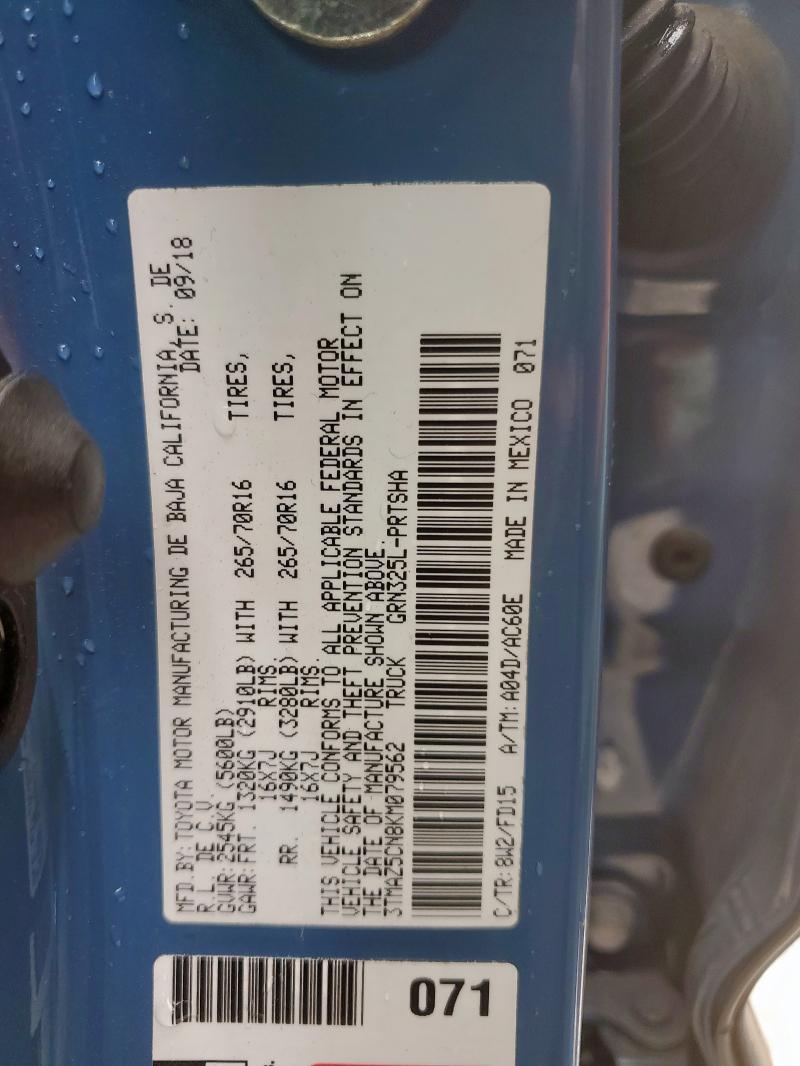 MFD.BY:TOYOTA MOTOR MANUFACTURING DE BAJA CALIFORNIA, S. DE
R.L. DE C.V. DATE: 09/18
GVWR:2545KG (5600LB)
GAWR:FRT. 1320KG (2910LB) WITH 265/70R16 TIRES,
16X7J RIMS.
RR. 1490KG (3280LB) WITH 265/70R16 TIRES,
16X7J RIMS.
THIS VEHICLE CONFORMS TO ALL APPLICABLE FEDERAL MOTOR
VEHICLE SAFETY AND THEFT PREVENTION STANDARDS IN EFFECT ON
THE DATE OF MANUFACTURE SHOWN ABOVE.
3TMAZ5CN8KM079562 TRUCK GRN325L-PRTSHA
C/TR:8W2/FD15 A/TM:A04D/AC60E MADE IN MEXICO 071
071